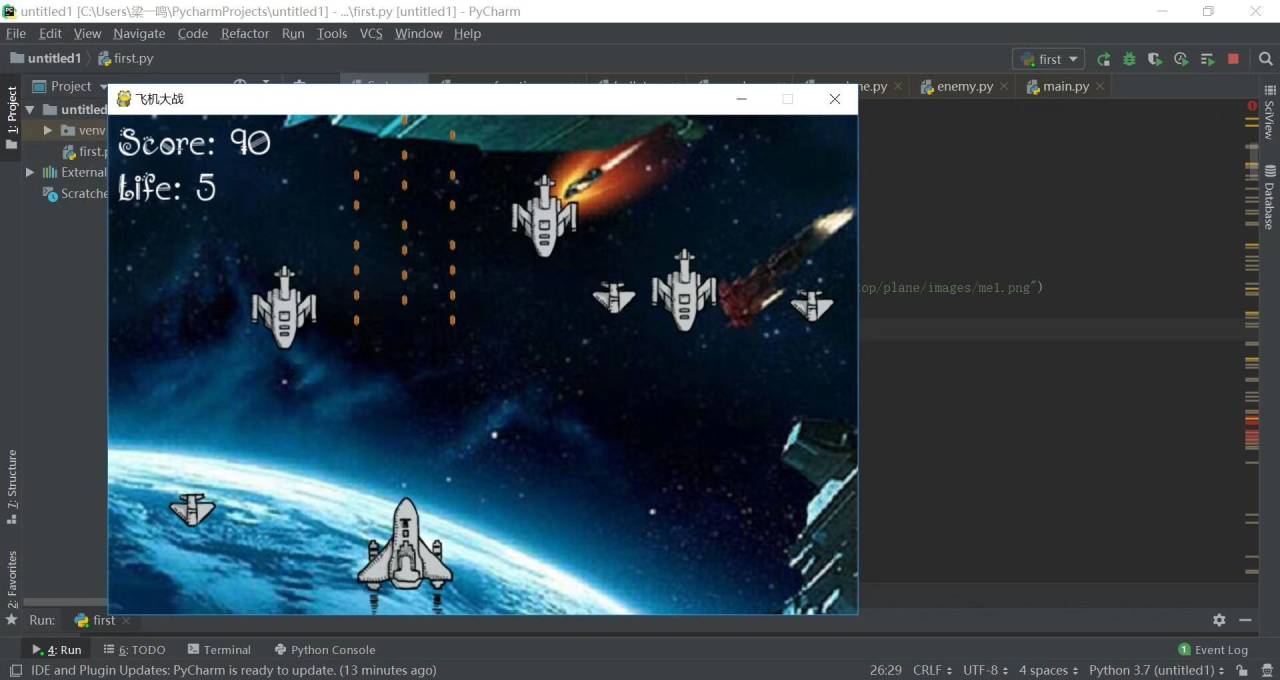 untitled1 [C:\Users\梁一鸣\PycharmProjects\untitled1] - ...\first.py [untitled1] - PyCharm
File Edit View Navigate Code Refactor Run Tools VCS Window Help
untitled1 first.py first
Project enemy.py main.py
飞机大战
1: Project
untitled
venv
first.
External
Scratche
Score: 90
Life: 5
/plane/images/me1.png")
SciView
Database
7: Structure
2: Favorites
Run: first
4: Run 6: TODO Terminal Python Console 1 Event Log
IDE and Plugin Updates: PyCharm is ready to update. (13 minutes ago) 26:29 CRLF UTF-8 4 spaces Python 3.7 (untitled1)